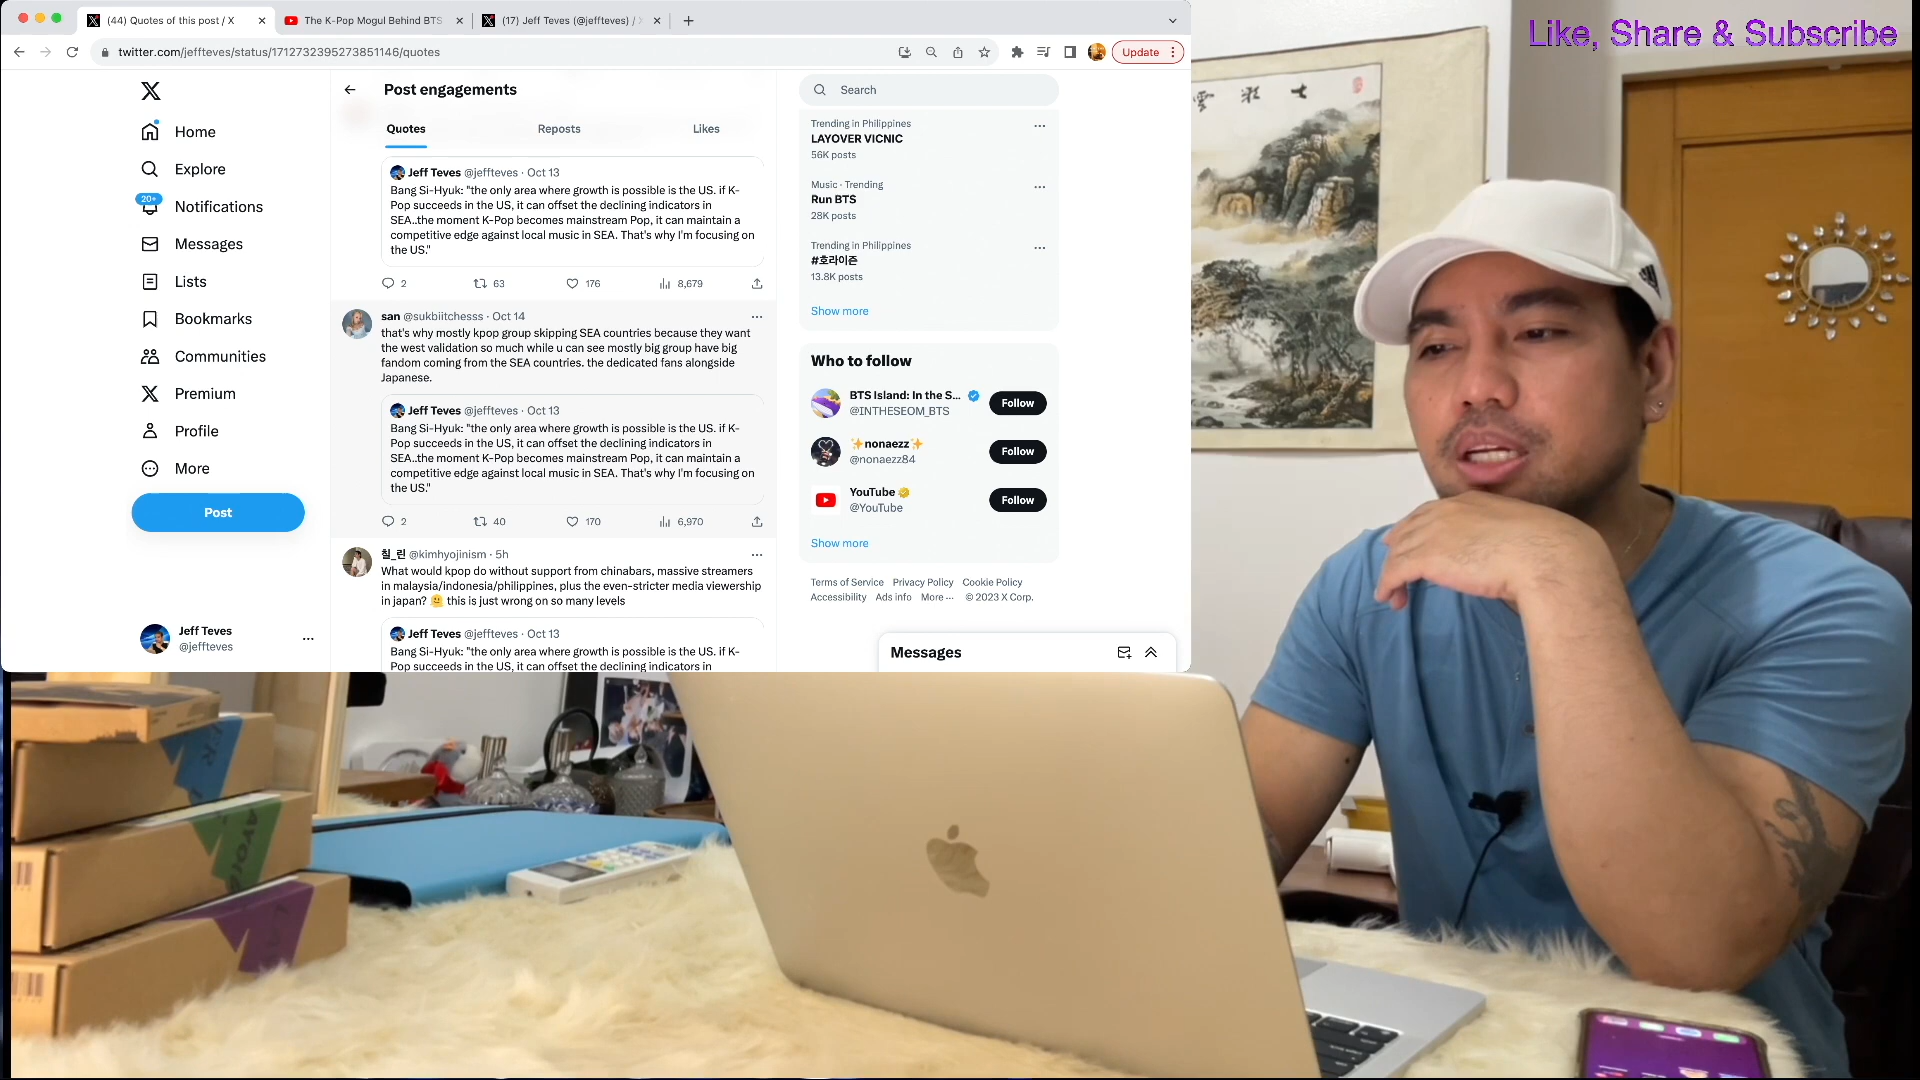 Like, Share & Subscribe
(44) Quotes of this post / X
The K-Pop Mogul Behind BTS
(17) Jeff Teves (@jeffteves) / X
twitter.com/jeffteves/status/1712732395273851146/quotes
Update
Home
Explore
20+
Notifications
Messages
Lists
Bookmarks
Communities
Premium
Profile
More
Post
Jeff Teves
@jeffteves
Post engagements
Quotes
Reposts
Likes
Jeff Teves @jeffteves · Oct 13
Bang Si-Hyuk: "the only area where growth is possible is the US. if K-
Pop succeeds in the US, it can offset the declining indicators in
SEA..the moment K-Pop becomes mainstream Pop, it can maintain a
competitive edge against local music in SEA. That's why I'm focusing on
the US."
2 63 176 8,679
san @sukbiitchesss · Oct 14
that's why mostly kpop group skipping SEA countries because they want
the west validation so much while u can see mostly big group have big
fandom coming from the SEA countries. the dedicated fans alongside
Japanese.
Jeff Teves @jeffteves · Oct 13
Bang Si-Hyuk: "the only area where growth is possible is the US. if K-
Pop succeeds in the US, it can offset the declining indicators in
SEA..the moment K-Pop becomes mainstream Pop, it can maintain a
competitive edge against local music in SEA. That's why I'm focusing on
the US."
2 40 170 6,970
칠_린 @kimhyojinism · 5h
What would kpop do without support from chinabars, massive streamers
in malaysia/indonesia/philippines, plus the even-stricter media viewership
in japan? 🫠 this is just wrong on so many levels
Jeff Teves @jeffteves · Oct 13
Bang Si-Hyuk: "the only area where growth is possible is the US. if K-
Pop succeeds in the US, it can offset the declining indicators in
Search
Trending in Philippines
LAYOVER VICNIC
56K posts
Music · Trending
Run BTS
28K posts
Trending in Philippines
#호라이즌
13.8K posts
Show more
Who to follow
BTS Island: In the S...
@INTHESEOM_BTS
Follow
✨nonaezz✨
@nonaezz84
Follow
YouTube
@YouTube
Follow
Show more
Terms of Service Privacy Policy Cookie Policy
Accessibility Ads info More ··· © 2023 X Corp.
Messages